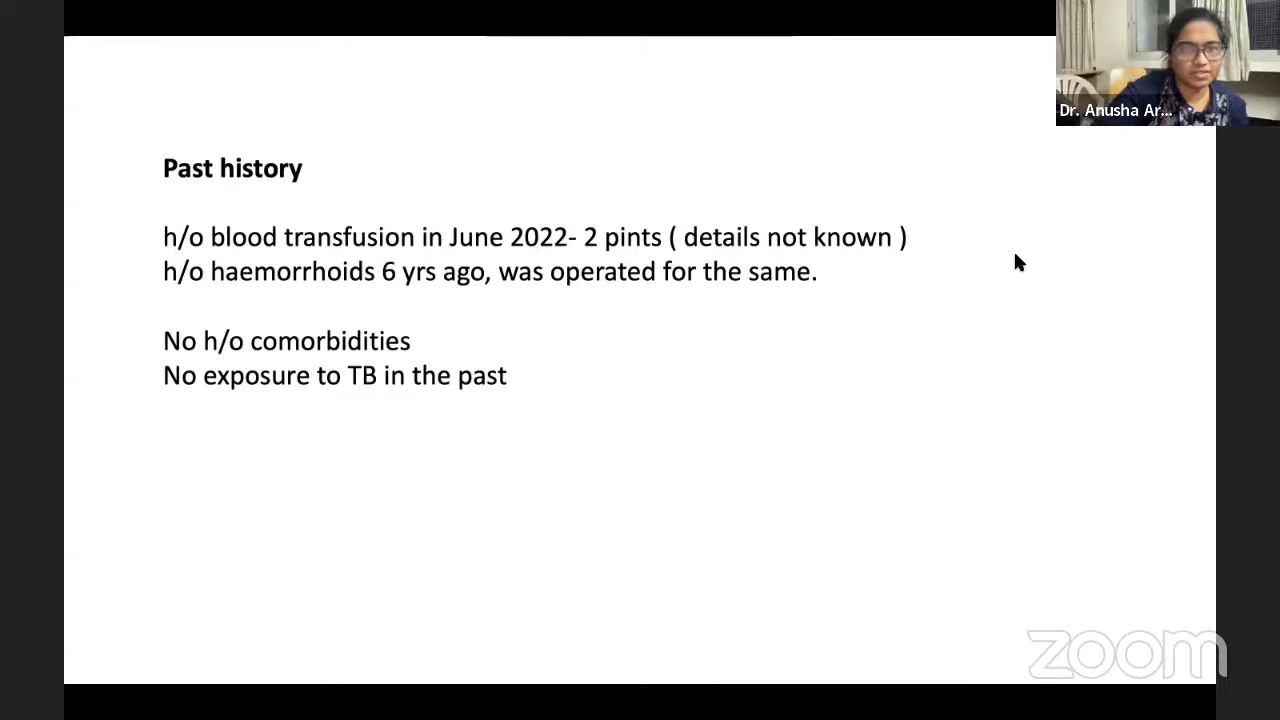 Dr. Anusha Ar...
Past history
h/o blood transfusion in June 2022- 2 pints ( details not known )
h/o haemorrhoids 6 yrs ago, was operated for the same.
No h/o comorbidities
No exposure to TB in the past
zoom